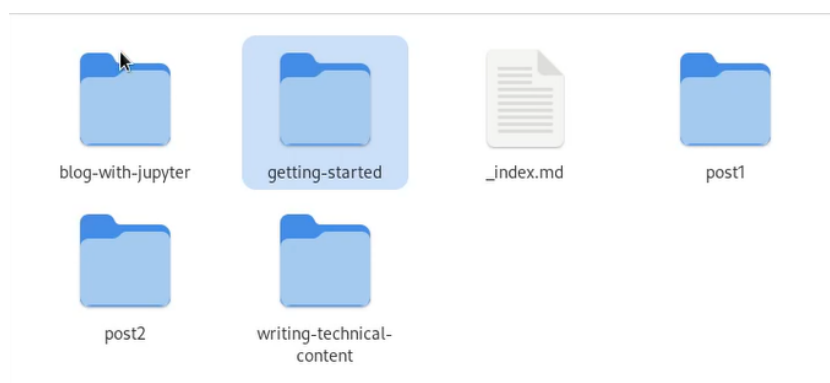 blog-with-jupyter
getting-started
_index.md
post1
post2
writing-technical-
content